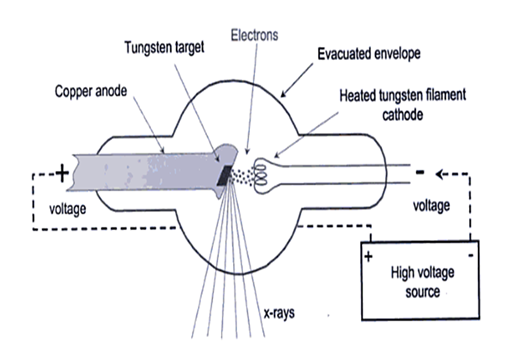 Electrons
Tungsten target
Evacuated envelope
Copper anode
Heated tungsten filament
cathode
+
-
voltage
voltage
+
-
High voltage
source
x-rays